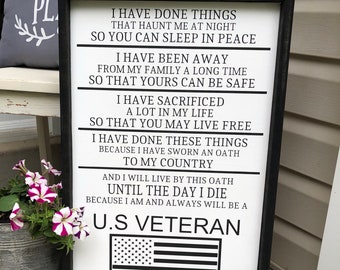 PLA
I HAVE DONE THINGS
THAT HAUNT ME AT NIGHT
SO YOU CAN SLEEP IN PEACE
I HAVE BEEN AWAY
FROM MY FAMILY A LONG TIME
SO THAT YOURS CAN BE SAFE
I HAVE SACRIFICED
A LOT IN MY LIFE
SO THAT YOU MAY LIVE FREE
I HAVE DONE THESE THINGS
BECAUSE I HAVE SWORN AN OATH
TO MY COUNTRY
AND I WILL LIVE BY THIS OATH
UNTIL THE DAY I DIE
BECAUSE I AM AND ALWAYS WILL BE A
U.S VETERAN